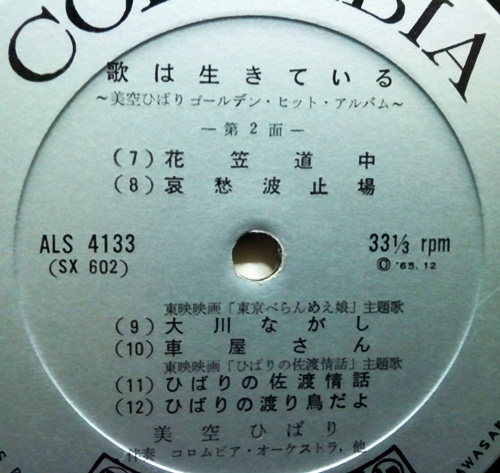 COLUMBIA
歌は生きている
～美空ひばりゴールデン・ヒット・アルバム～
— 第2面 —
(7) 花笠道中
(8) 哀愁波止場
ALS 4133
(SX 602)
33⅓ rpm
© '65.12
東映映画「東京べらんめえ娘」主題歌
(9) 大川ながし
(10) 車屋さん
東映映画「ひばりの佐渡情話」主題歌
(11) ひばりの佐渡情話
(12) ひばりの渡り鳥だよ
美空ひばり
伴奏 コロムビア・オーケストラ,他
WASAK